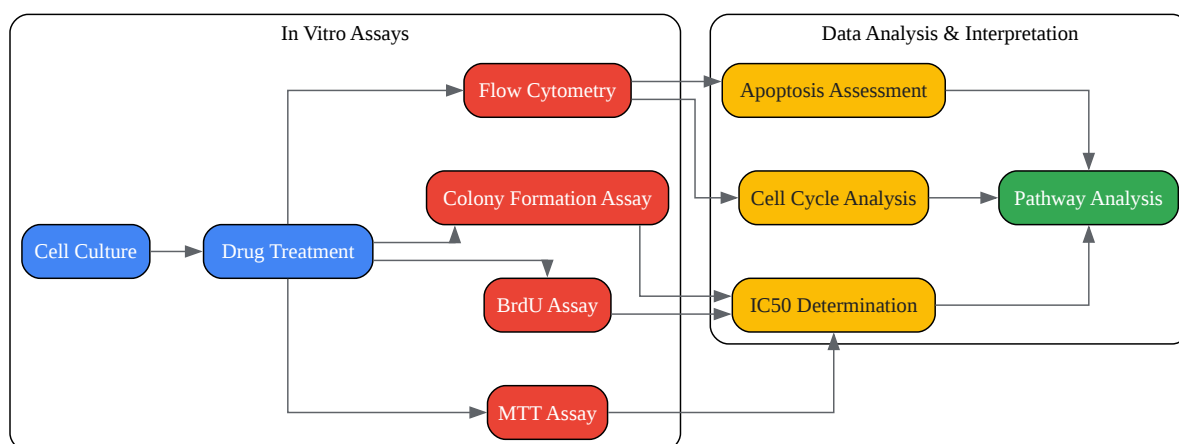 In Vitro Assays
Data Analysis & Interpretation
Flow Cytometry
Apoptosis Assessment
Colony Formation Assay
Cell Cycle Analysis
Pathway Analysis
Cell Culture
Drug Treatment
BrdU Assay
IC50 Determination
MTT Assay